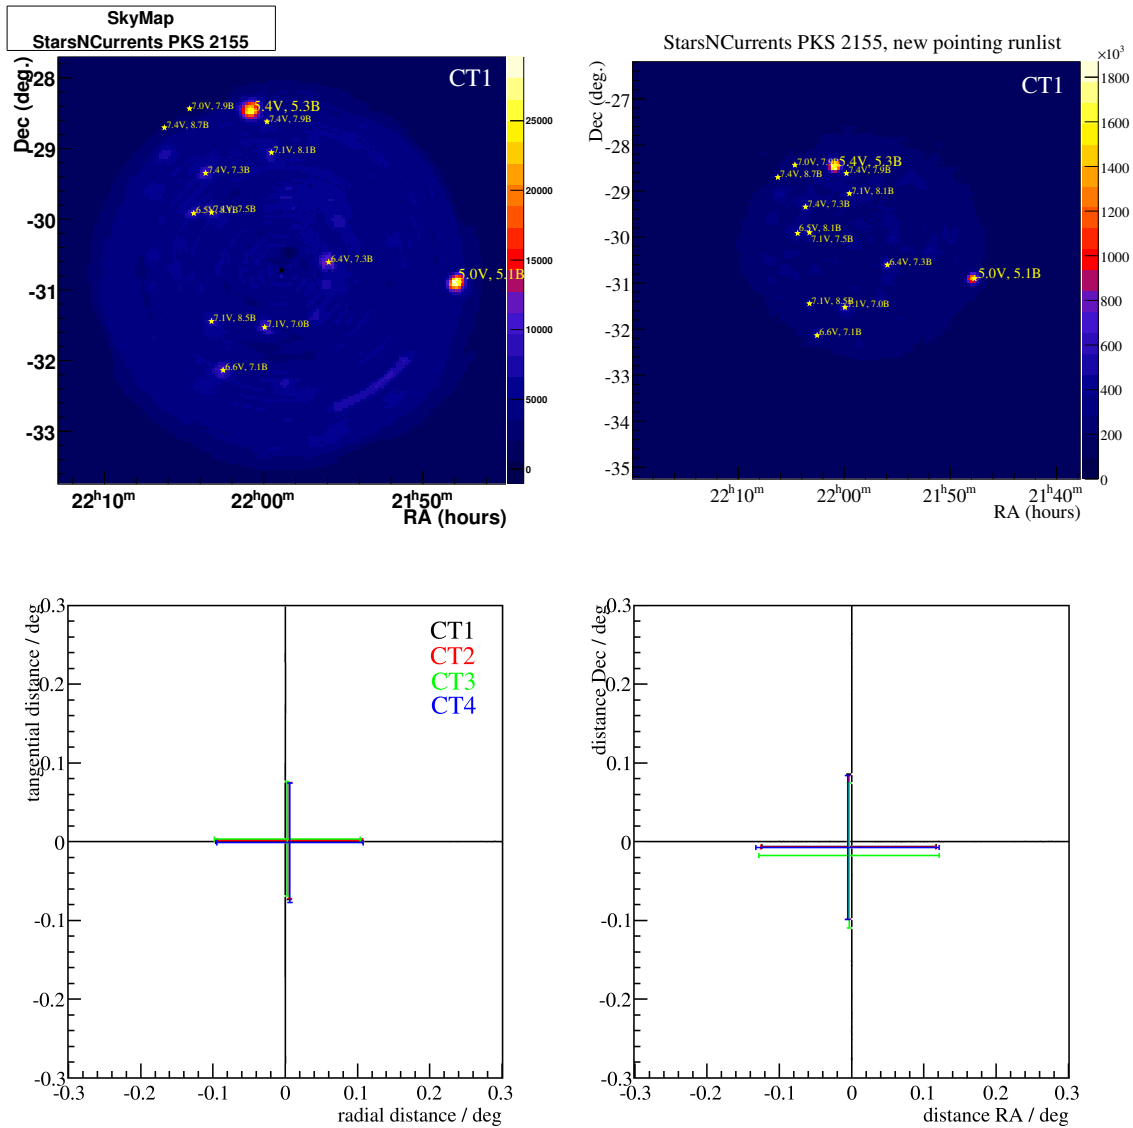 SkyMap
StarsNCurrents PKS 2155
Dec (deg.)
CT1
-28
-29
-30
-31
-32
-33
7.0V, 7.9B
5.4V, 5.3B
7.4V, 7.9B
7.4V, 8.7B
7.1V, 8.1B
7.4V, 7.3B
6.5V, 8.1B
7.1V, 7.5B
6.4V, 7.3B
5.0V, 5.1B
7.1V, 8.5B
7.1V, 7.0B
6.6V, 7.1B
25000
20000
15000
10000
5000
0
22h10m
22h00m
21h50m
RA (hours)
StarsNCurrents PKS 2155, new pointing runlist
×10³
Dec (deg.)
CT1
-27
-28
-29
-30
-31
-32
-33
-34
-35
7.0V, 7.9B
5.4V, 5.3B
7.4V, 7.9B
7.4V, 8.7B
7.1V, 8.1B
7.4V, 7.3B
6.5V, 8.1B
7.1V, 7.5B
6.4V, 7.3B
5.0V, 5.1B
7.1V, 8.5B
7.1V, 7.0B
6.6V, 7.1B
1800
1600
1400
1200
1000
800
600
400
200
0
22h10m
22h00m
21h50m
21h40m
RA (hours)
tangential distance / deg
0.3
0.2
0.1
0
-0.1
-0.2
-0.3
CT1
CT2
CT3
CT4
-0.3 -0.2 -0.1 0 0.1 0.2 0.3
radial distance / deg
distance Dec / deg
0.3
0.2
0.1
0
-0.1
-0.2
-0.3
-0.3 -0.2 -0.1 0 0.1 0.2 0.3
distance RA / deg